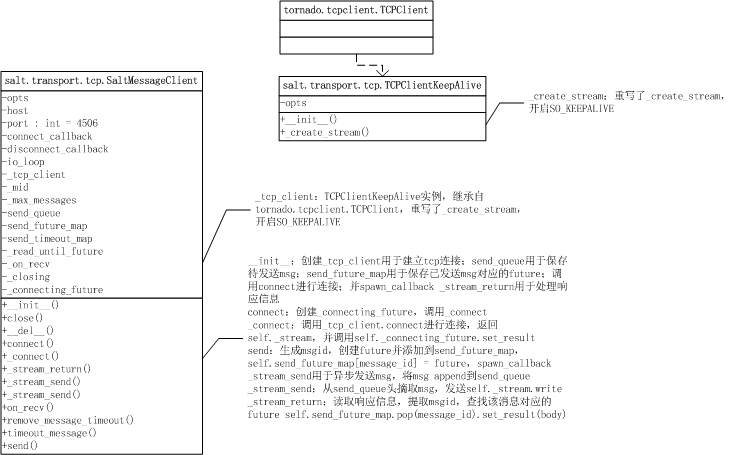 tornado.tcpclient.TCPClient
salt.transport.tcp.TCPClientKeepAlive
-opts
+__init__()
+_create_stream()
_create_stream：重写了_create_stream，
开启SO_KEEPALIVE
salt.transport.tcp.SaltMessageClient
-opts
-host
-port : int = 4506
-connect_callback
-disconnect_callback
-io_loop
-_tcp_client
-_mid
-_max_messages
-send_queue
-send_future_map
-send_timeout_map
-_read_until_future
-_on_recv
-_closing
-_connecting_future
+__init__()
+close()
+__del__()
+connect()
+_connect()
+_stream_return()
+_stream_send()
+_stream_send()
+on_recv()
+remove_message_timeout()
+timeout_message()
+send()
_tcp_client：TCPClientKeepAlive实例，继承自
tornado.tcpclient.TCPClient，重写了_create_stream，
开启SO_KEEPALIVE
__init__：创建_tcp_client用于建立tcp连接；send_queue用于保存
待发送msg；send_future_map用于保存已发送msg对应的future；调
用connect进行连接；并spawn_callback _stream_return用于处理响
应信息
connect：创建_connecting_future，调用_connect
_connect：调用_tcp_client.connect进行连接，返回
self._stream，并调用self._connecting_future.set_result
send：生成msgid，创建future并添加到send_future_map，
self.send_future_map[message_id] = future，spawn_callback
_stream_send用于异步发送msg，将msg append到send_queue
_stream_send：从send_queue头摘取msg，发送self._stream.write
_stream_return：读取响应信息，提取msgid，查找该消息对应的
future self.send_future_map.pop(message_id).set_result(body)